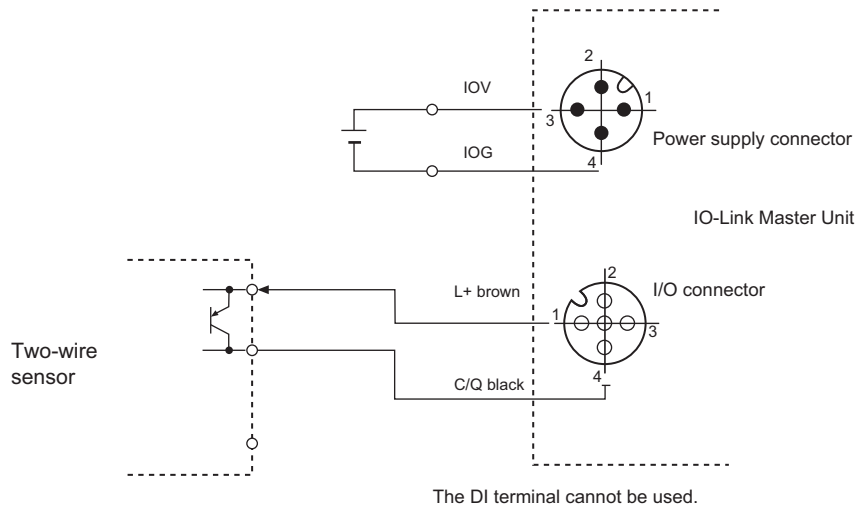 2
IOV
1
3
Power supply connector
IOG
4
IO-Link Master Unit
2
L+ brown
I/O connector
1
3
Two-wire
sensor
4
C/Q black
The DI terminal cannot be used.